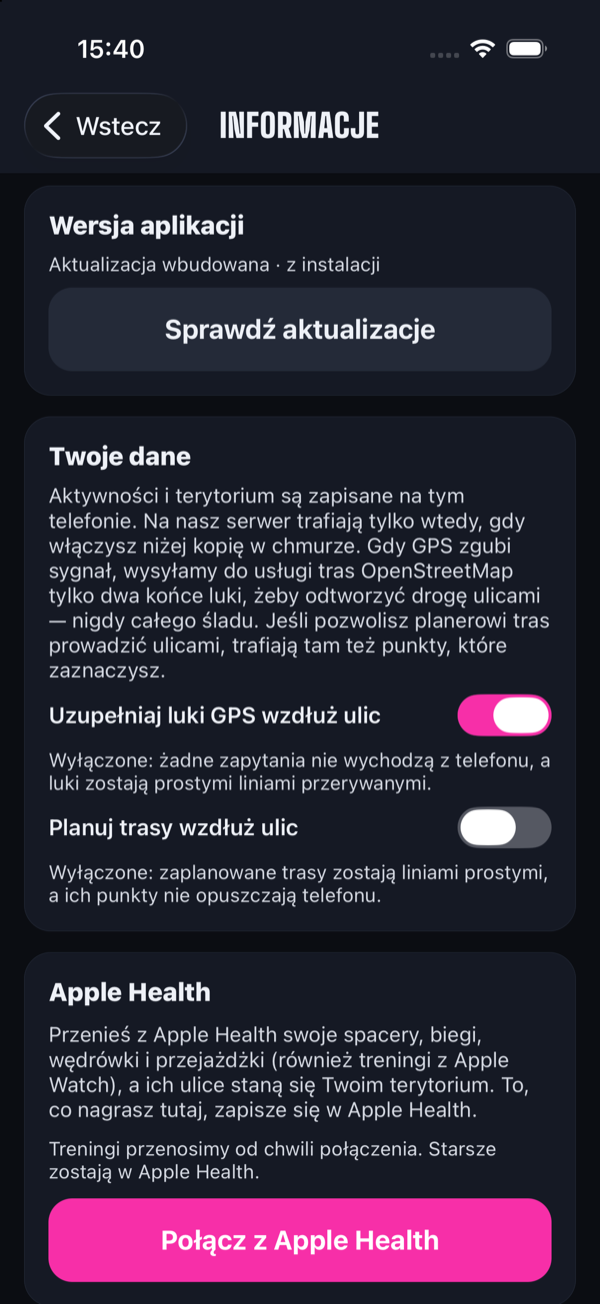 15:40
Wstecz
INFORMACJE
Wersja aplikacji
Aktualizacja wbudowana · z instalacji
Sprawdź aktualizacje
Twoje dane
Aktywności i terytorium są zapisane na tym
telefonie. Na nasz serwer trafiają tylko wtedy, gdy
włączysz niżej kopię w chmurze. Gdy GPS zgubi
sygnał, wysyłamy do usługi tras OpenStreetMap
tylko dwa końce luki, żeby odtworzyć drogę ulicami
— nigdy całego śladu. Jeśli pozwolisz planerowi tras
prowadzić ulicami, trafiają tam też punkty, które
zaznaczysz.
Uzupełniaj luki GPS wzdłuż ulic
Wyłączone: żadne zapytania nie wychodzą z telefonu, a
luki zostają prostymi liniami przerywanymi.
Planuj trasy wzdłuż ulic
Wyłączone: zaplanowane trasy zostają liniami prostymi,
a ich punkty nie opuszczają telefonu.
Apple Health
Przenieś z Apple Health swoje spacery, biegi,
wędrówki i przejażdżki (również treningi z Apple
Watch), a ich ulice staną się Twoim terytorium. To,
co nagrasz tutaj, zapisze się w Apple Health.
Treningi przenosimy od chwili połączenia. Starsze
zostają w Apple Health.
Połącz z Apple Health